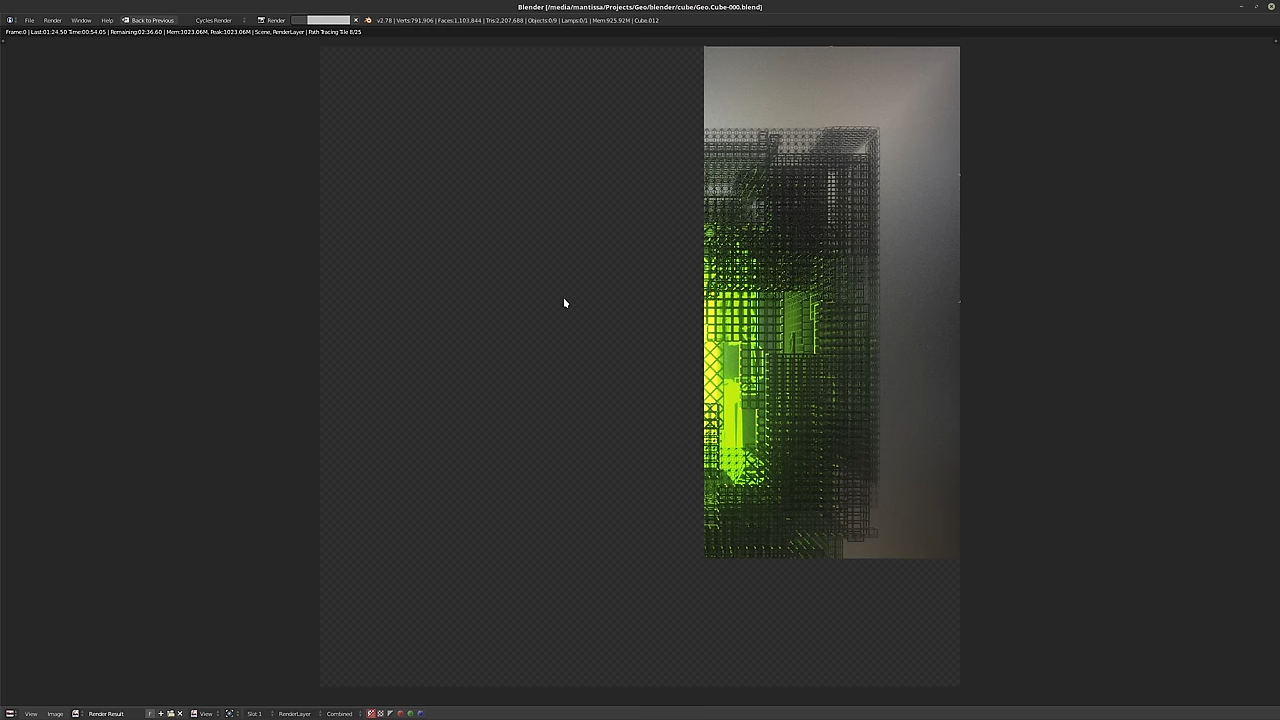 Blender [/media/mantissa/Projects/Geo/blender/cube/Geo.Cube-000.blend]
File Render Window Help Back to Previous Cycles Render Render v2.78 | Verts:791,906 | Faces:1,103,844 | Tris:2,207,688 | Objects:0/9 | Lamps:0/1 | Mem:925.92M | Cube.012
Frame:0 | Last:01:24.50 Time:00:54.05 | Remaining:02:36.60 | Mem:1023.06M, Peak:1023.06M | Scene, RenderLayer | Path Tracing Tile 8/25
View Image Render Result F View Slot 1 RenderLayer Combined